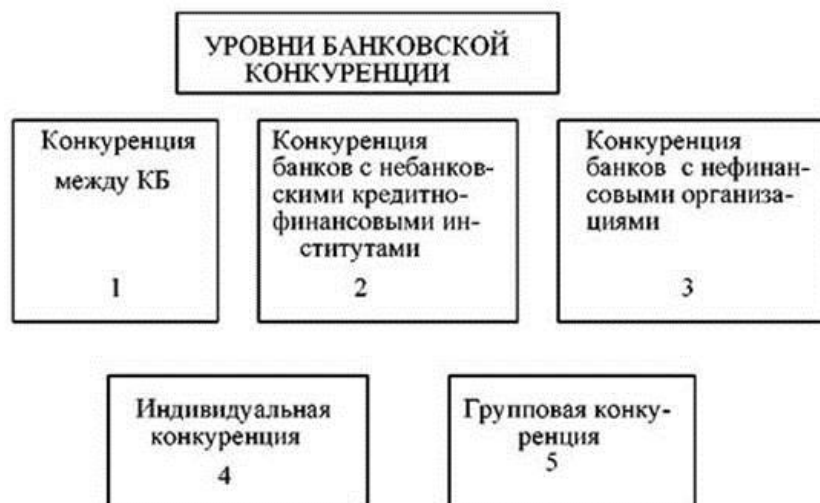 УРОВНИ БАНКОВСКОЙ
КОНКУРЕНЦИИ
Конкуренция
между КБ
1
Конкуренция
банков с небанков-
скими кредитно-
финансовыми ин-
ститутами
2
Конкуренция
банков с нефинан-
совыми организа-
циями
3
Индивидуальная
конкуренция
4
Групповая конку-
ренция
5